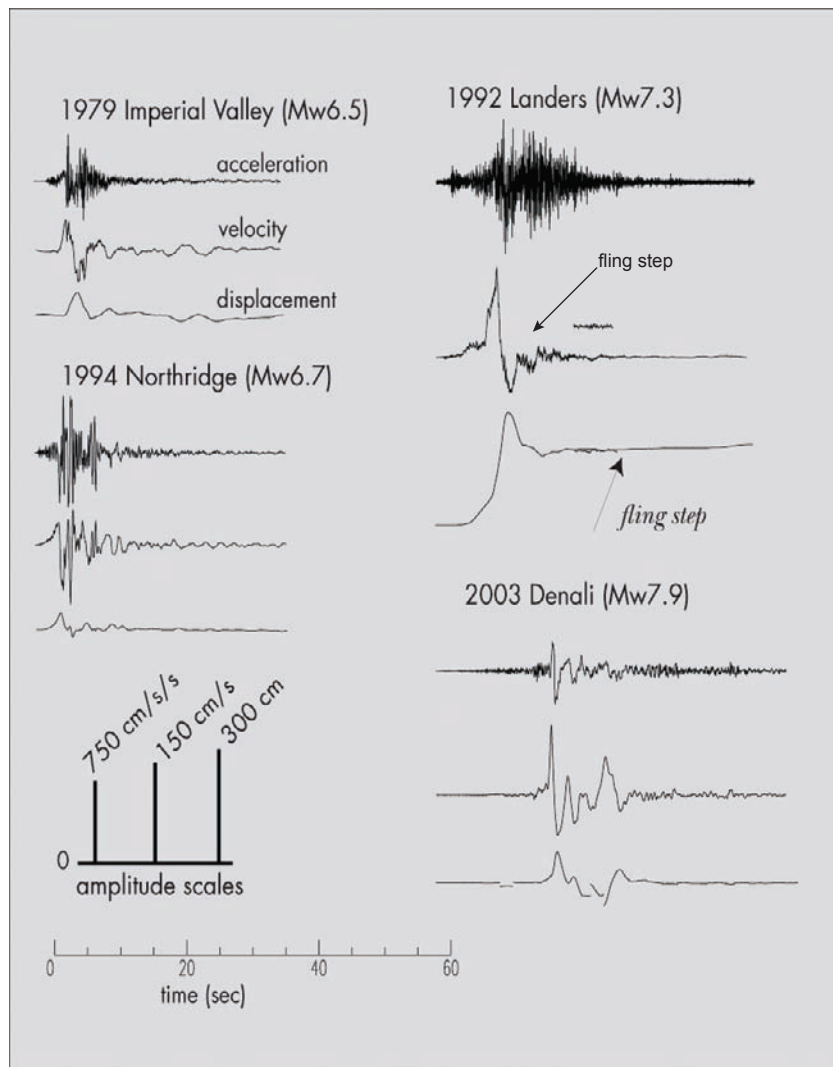 1979 Imperial Valley (Mw6.5)
acceleration
velocity
displacement
1994 Northridge (Mw6.7)
1992 Landers (Mw7.3)
fling step
fling step
2003 Denali (Mw7.9)
750 cm/s/s
150 cm/s
300 cm
0
amplitude scales
0 20 40 60
time (sec)